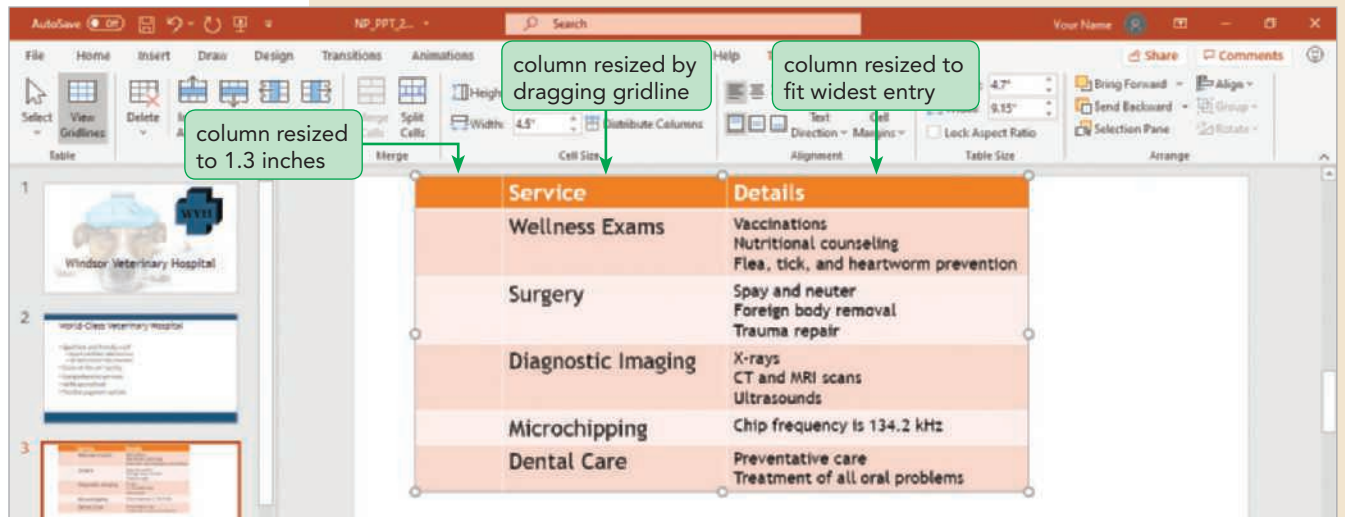 AutoSave Off NP_PPT_2... Search Your Name
File Home Insert Draw Design Transitions Animations Help Share Comments
column resized by
dragging gridline
column resized to
fit widest entry
column resized
to 1.3 inches
Select View
Gridlines
Delete
Split
Cells
Width: 4.5" Distribute Columns
Text
Direction
Cell
Margins
4.7"
9.15"
Lock Aspect Ratio
Bring Forward Align
Send Backward Group
Selection Pane Rotate
Table Merge Cell Size Alignment Table Size Arrange
1
WVH
Windsor Veterinary Hospital
2
World-Class Veterinary Hospital
3
Service Details
Wellness Exams Vaccinations
Nutritional counseling
Flea, tick, and heartworm prevention
Surgery Spay and neuter
Foreign body removal
Trauma repair
Diagnostic Imaging X-rays
CT and MRI scans
Ultrasounds
Microchipping Chip frequency is 134.2 kHz
Dental Care Preventative care
Treatment of all oral problems